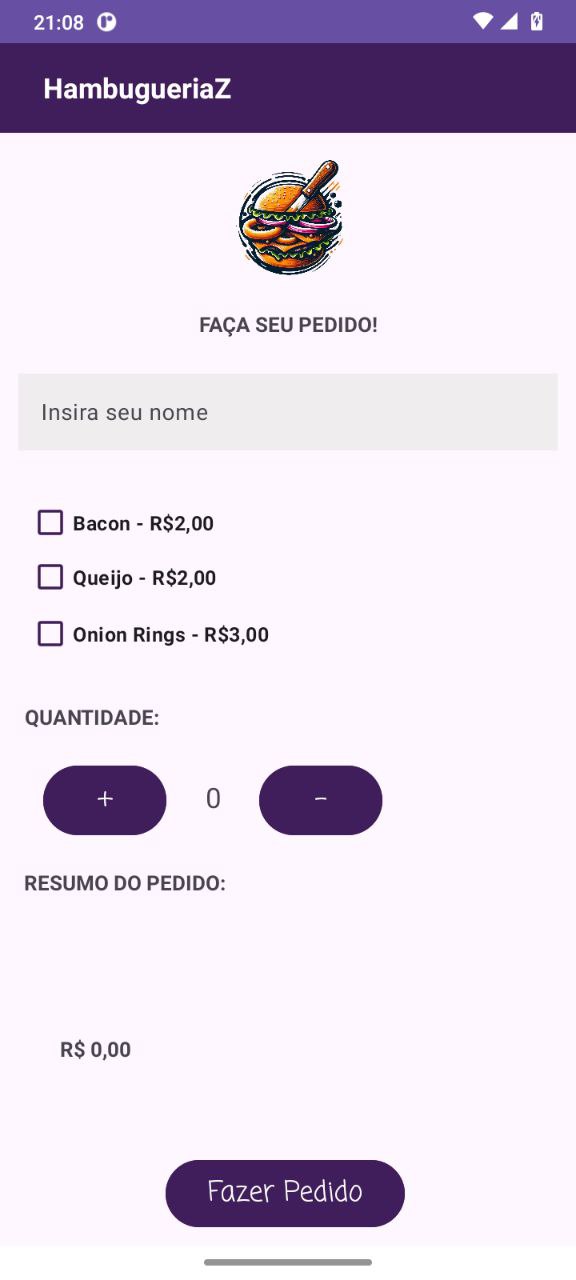 21:08
HambugueriaZ
FAÇA SEU PEDIDO!
Insira seu nome
Bacon - R$2,00
Queijo - R$2,00
Onion Rings - R$3,00
QUANTIDADE:
+ 0 -
RESUMO DO PEDIDO:
R$ 0,00
Fazer Pedido